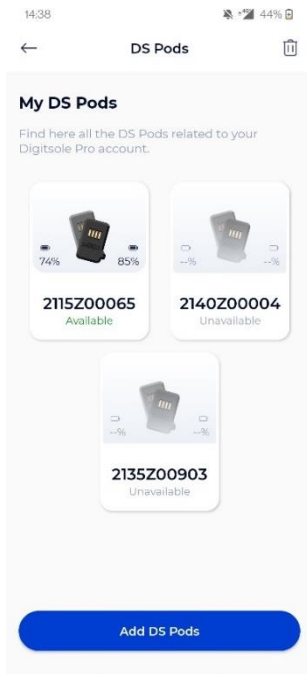 14:38
44%
DS Pods
My DS Pods
Find here all the DS Pods related to your
Digitsole Pro account.
74% 85%
--% --%
2115Z00065 2140Z00004
Available Unavailable
--% --%
2135Z00903
Unavailable
Add DS Pods